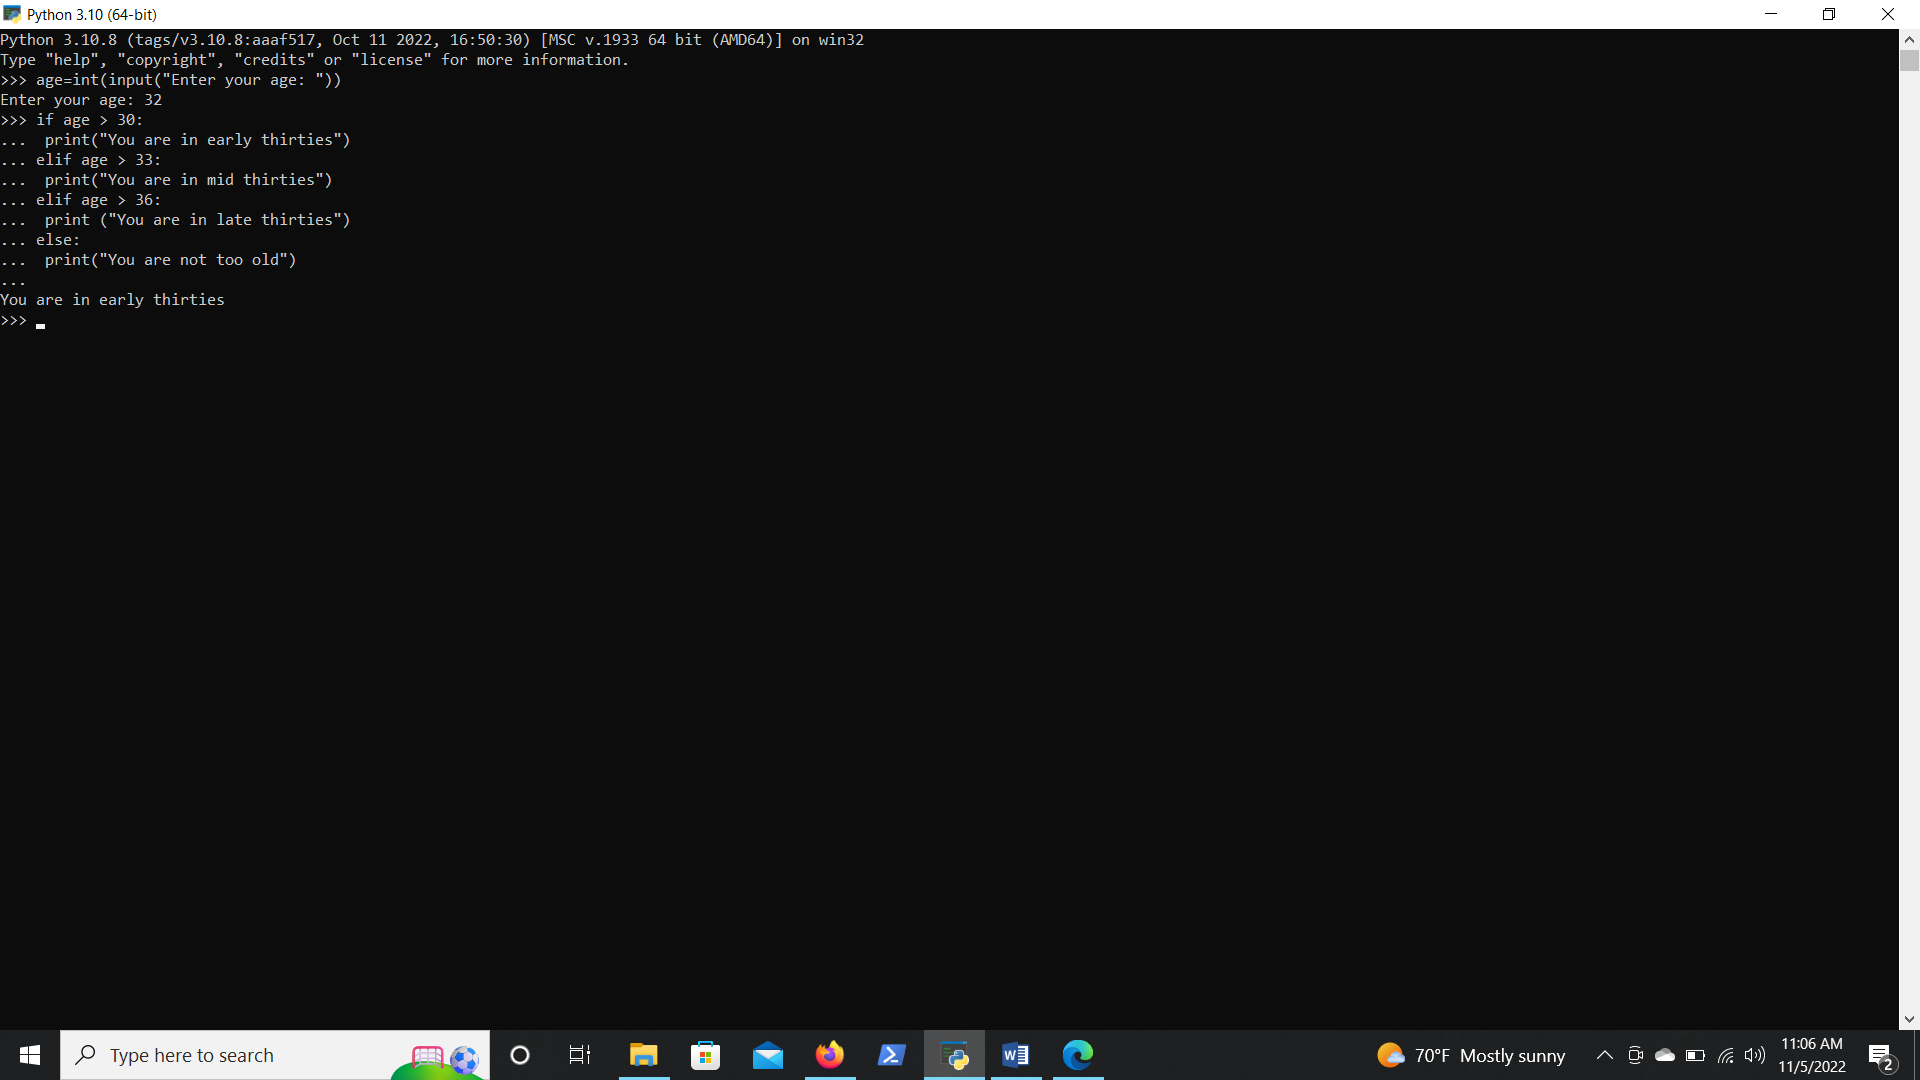 Python 3.10 (64-bit)
Python 3.10.8 (tags/v3.10.8:aaaf517, Oct 11 2022, 16:50:30) [MSC v.1933 64 bit (AMD64)] on win32
Type "help", "copyright", "credits" or "license" for more information.
>>> age=int(input("Enter your age: "))
Enter your age: 32
>>> if age > 30:
...  print("You are in early thirties")
... elif age > 33:
...  print("You are in mid thirties")
... elif age > 36:
...  print ("You are in late thirties")
... else:
...  print("You are not too old")
...
You are in early thirties
>>>
Type here to search
70°F Mostly sunny
11:06 AM
11/5/2022
2